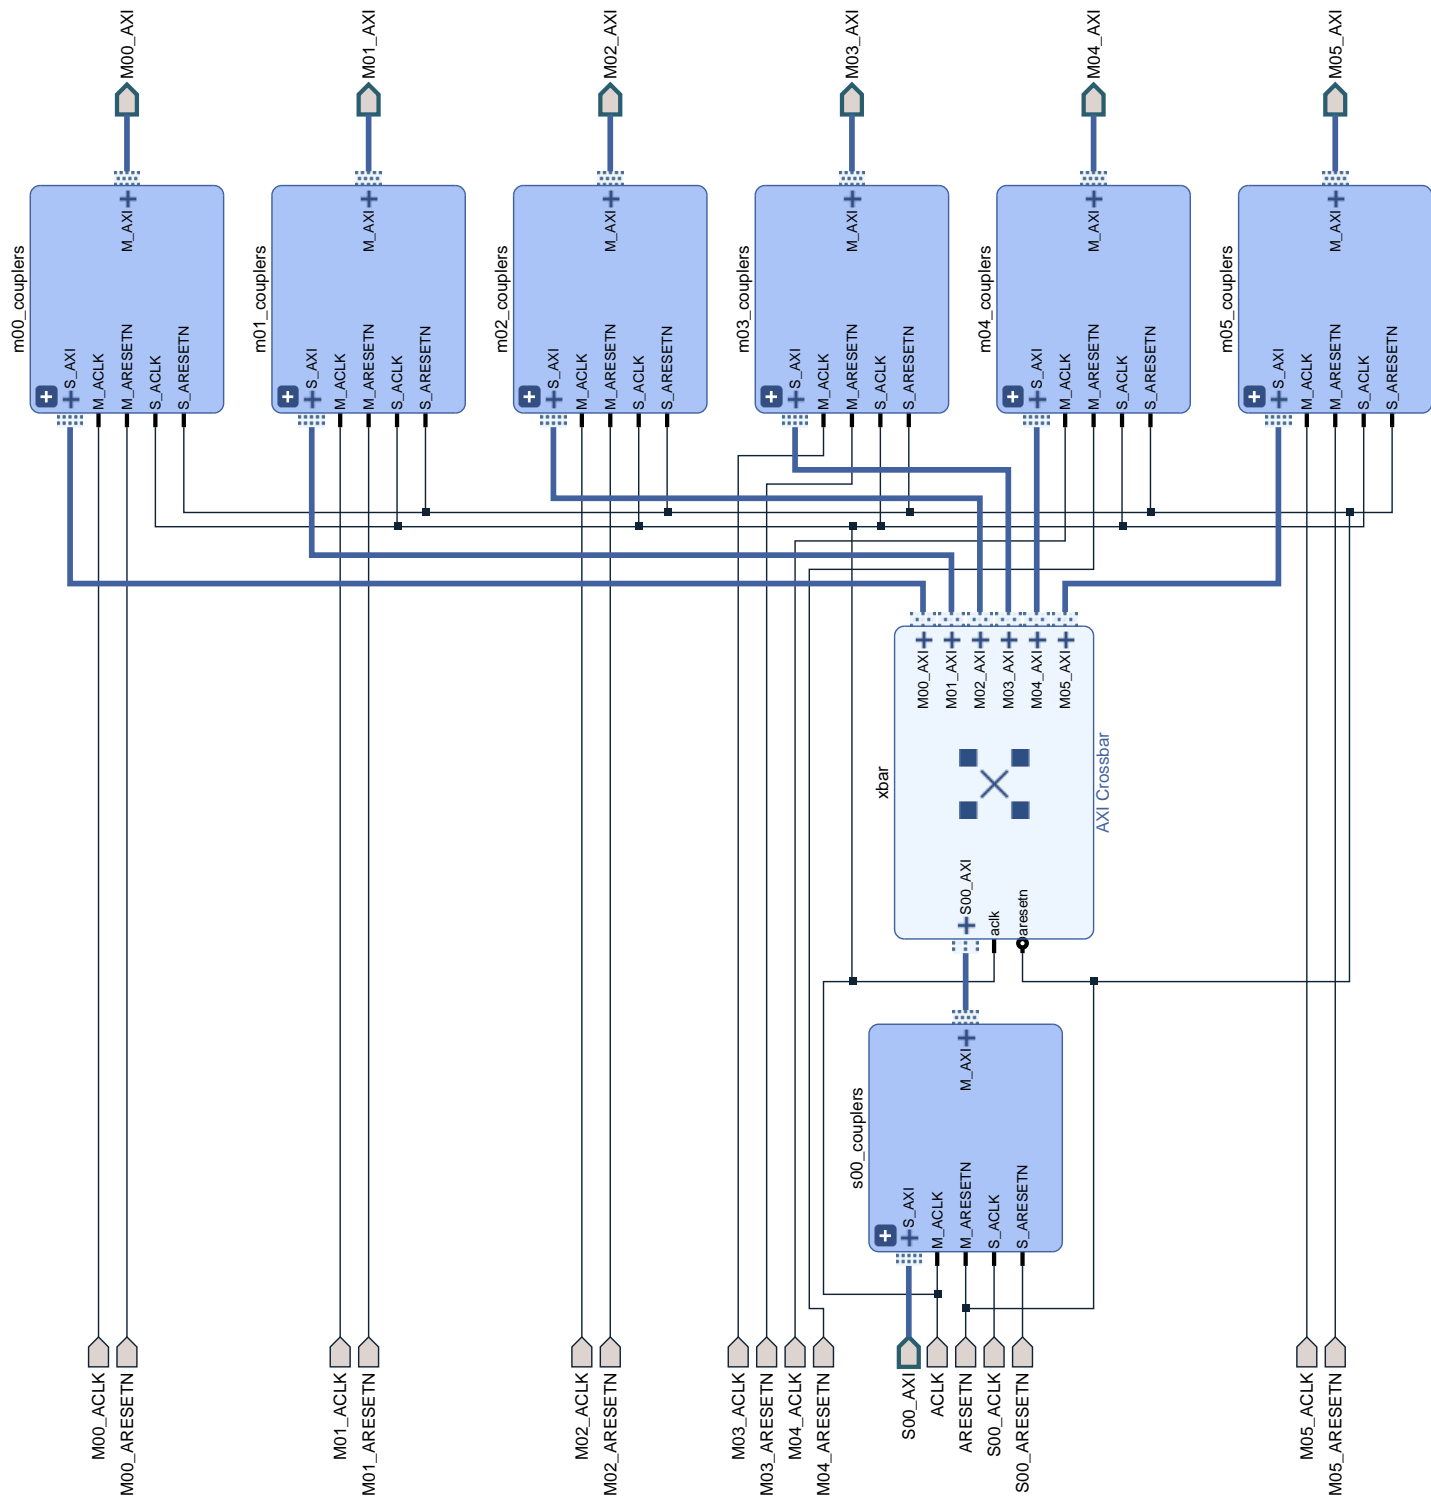 M00_AXI
M01_AXI
M02_AXI
M03_AXI
M04_AXI
M05_AXI
m00_couplers
S_AXI
M_ACLK
M_ARESETN
S_ACLK
S_ARESETN
M_AXI
m01_couplers
S_AXI
M_ACLK
M_ARESETN
S_ACLK
S_ARESETN
M_AXI
m02_couplers
S_AXI
M_ACLK
M_ARESETN
S_ACLK
S_ARESETN
M_AXI
m03_couplers
S_AXI
M_ACLK
M_ARESETN
S_ACLK
S_ARESETN
M_AXI
m04_couplers
S_AXI
M_ACLK
M_ARESETN
S_ACLK
S_ARESETN
M_AXI
m05_couplers
S_AXI
M_ACLK
M_ARESETN
S_ACLK
S_ARESETN
M_AXI
xbar
M00_AXI
M01_AXI
M02_AXI
M03_AXI
M04_AXI
M05_AXI
S00_AXI
aclk
aresetn
AXI Crossbar
s00_couplers
S_AXI
M_ACLK
M_ARESETN
S_ACLK
S_ARESETN
M_AXI
M00_ACLK
M00_ARESETN
M01_ACLK
M01_ARESETN
M02_ACLK
M02_ARESETN
M03_ACLK
M03_ARESETN
M04_ACLK
M04_ARESETN
S00_AXI
ACLK
ARESETN
S00_ACLK
S00_ARESETN
M05_ACLK
M05_ARESETN